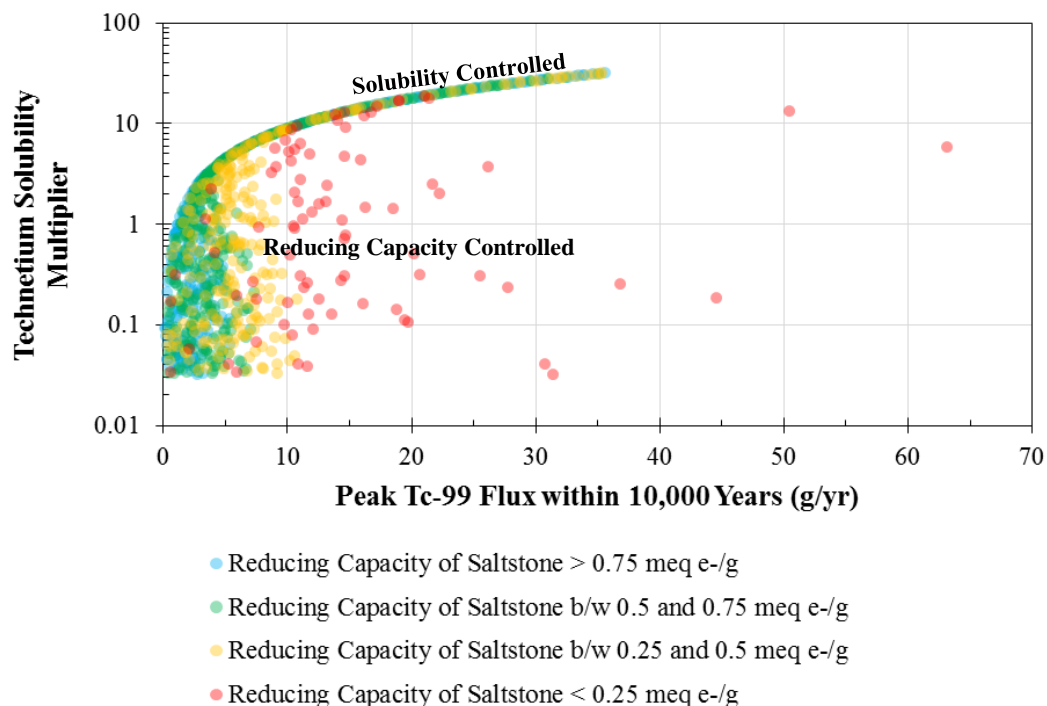 100
10
1
0.1
0.01
Technetium Solubility
Multiplier
Solubility Controlled
Reducing Capacity Controlled
0 10 20 30 40 50 60 70
Peak Tc-99 Flux within 10,000 Years (g/yr)
Reducing Capacity of Saltstone > 0.75 meq e-/g
Reducing Capacity of Saltstone b/w 0.5 and 0.75 meq e-/g
Reducing Capacity of Saltstone b/w 0.25 and 0.5 meq e-/g
Reducing Capacity of Saltstone < 0.25 meq e-/g